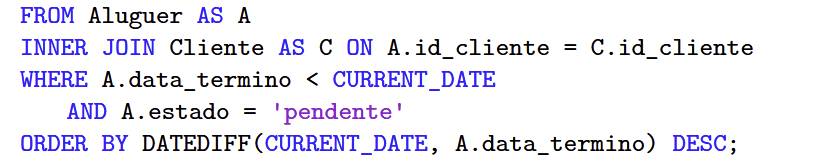 FROM Aluguer AS A
INNER JOIN Cliente AS C ON A.id_cliente = C.id_cliente
WHERE A.data_termino < CURRENT_DATE
AND A.estado = 'pendente'
ORDER BY DATEDIFF(CURRENT_DATE, A.data_termino) DESC;